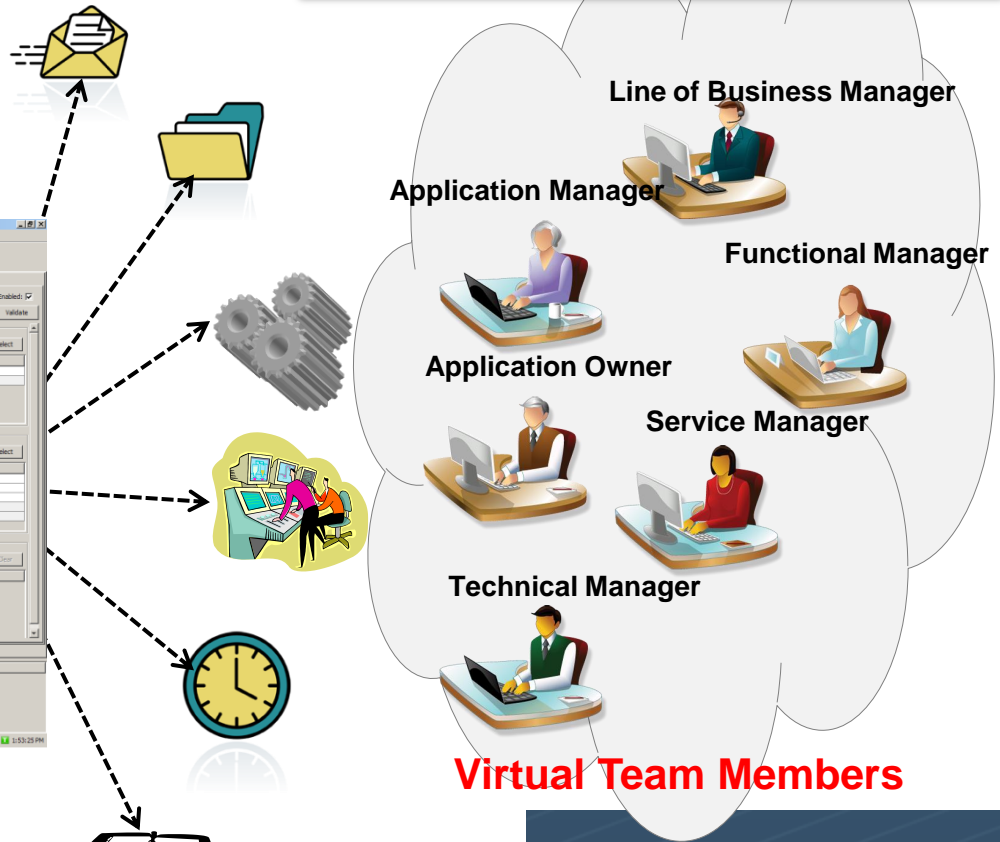 Line of Business Manager
Application Manager
Functional Manager
Enabled:
Validate
Application Owner
Service Manager
Technical Manager
1:53:25 PM
Virtual Team Members